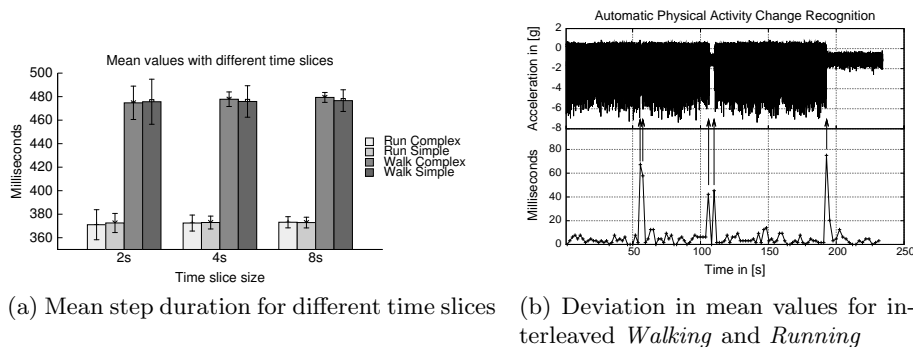 Mean values with different time slices
Milliseconds
500
480
460
440
420
400
380
360
2s
4s
8s
Time slice size
Run Complex
Run Simple
Walk Complex
Walk Simple
(a) Mean step duration for different time slices
Automatic Physical Activity Change Recognition
Acceleration in [g]
2
0
-2
-4
-6
-8
Milliseconds
80
60
40
20
0
0
50
100
150
200
250
Time in [s]
(b) Deviation in mean values for in-
terleaved Walking and Running